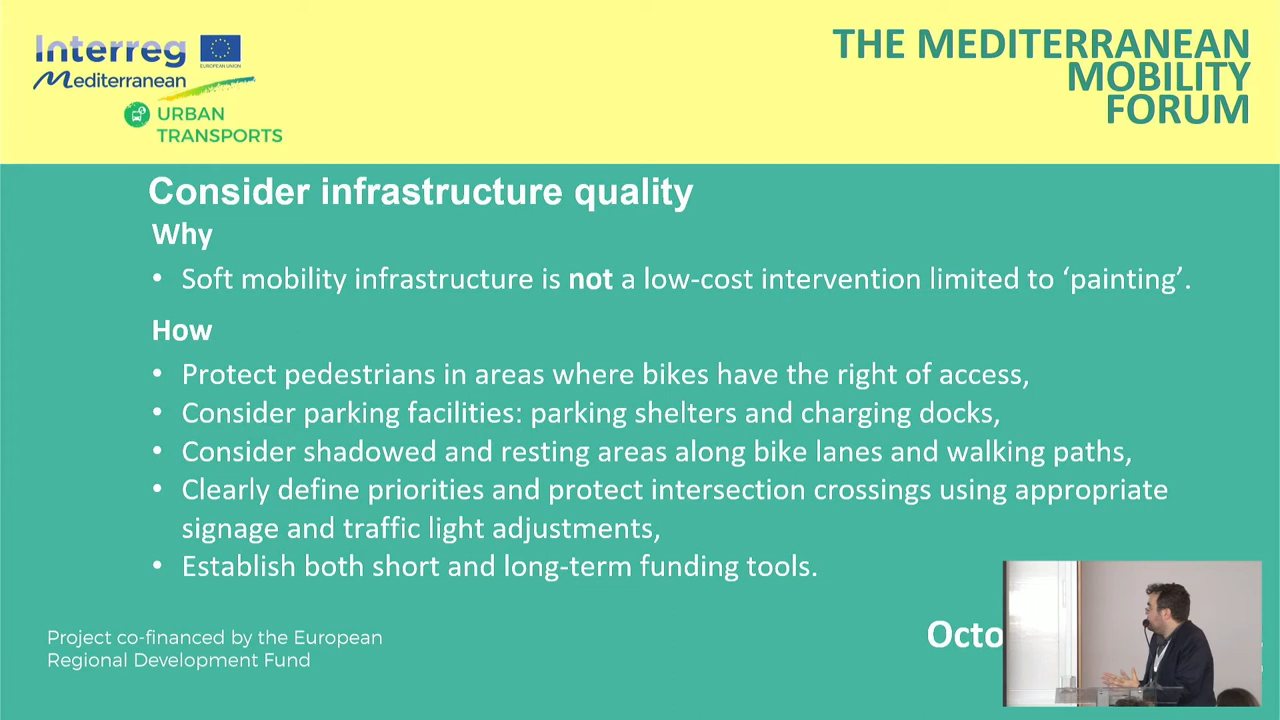 Interreg
EUROPEAN UNION
Mediterranean
URBAN
TRANSPORTS
THE MEDITERRANEAN
MOBILITY
FORUM
Consider infrastructure quality
Why
• Soft mobility infrastructure is not a low-cost intervention limited to ‘painting’.
How
• Protect pedestrians in areas where bikes have the right of access,
• Consider parking facilities: parking shelters and charging docks,
• Consider shadowed and resting areas along bike lanes and walking paths,
• Clearly define priorities and protect intersection crossings using appropriate
signage and traffic light adjustments,
• Establish both short and long-term funding tools.
Project co-financed by the European
Regional Development Fund
Octo